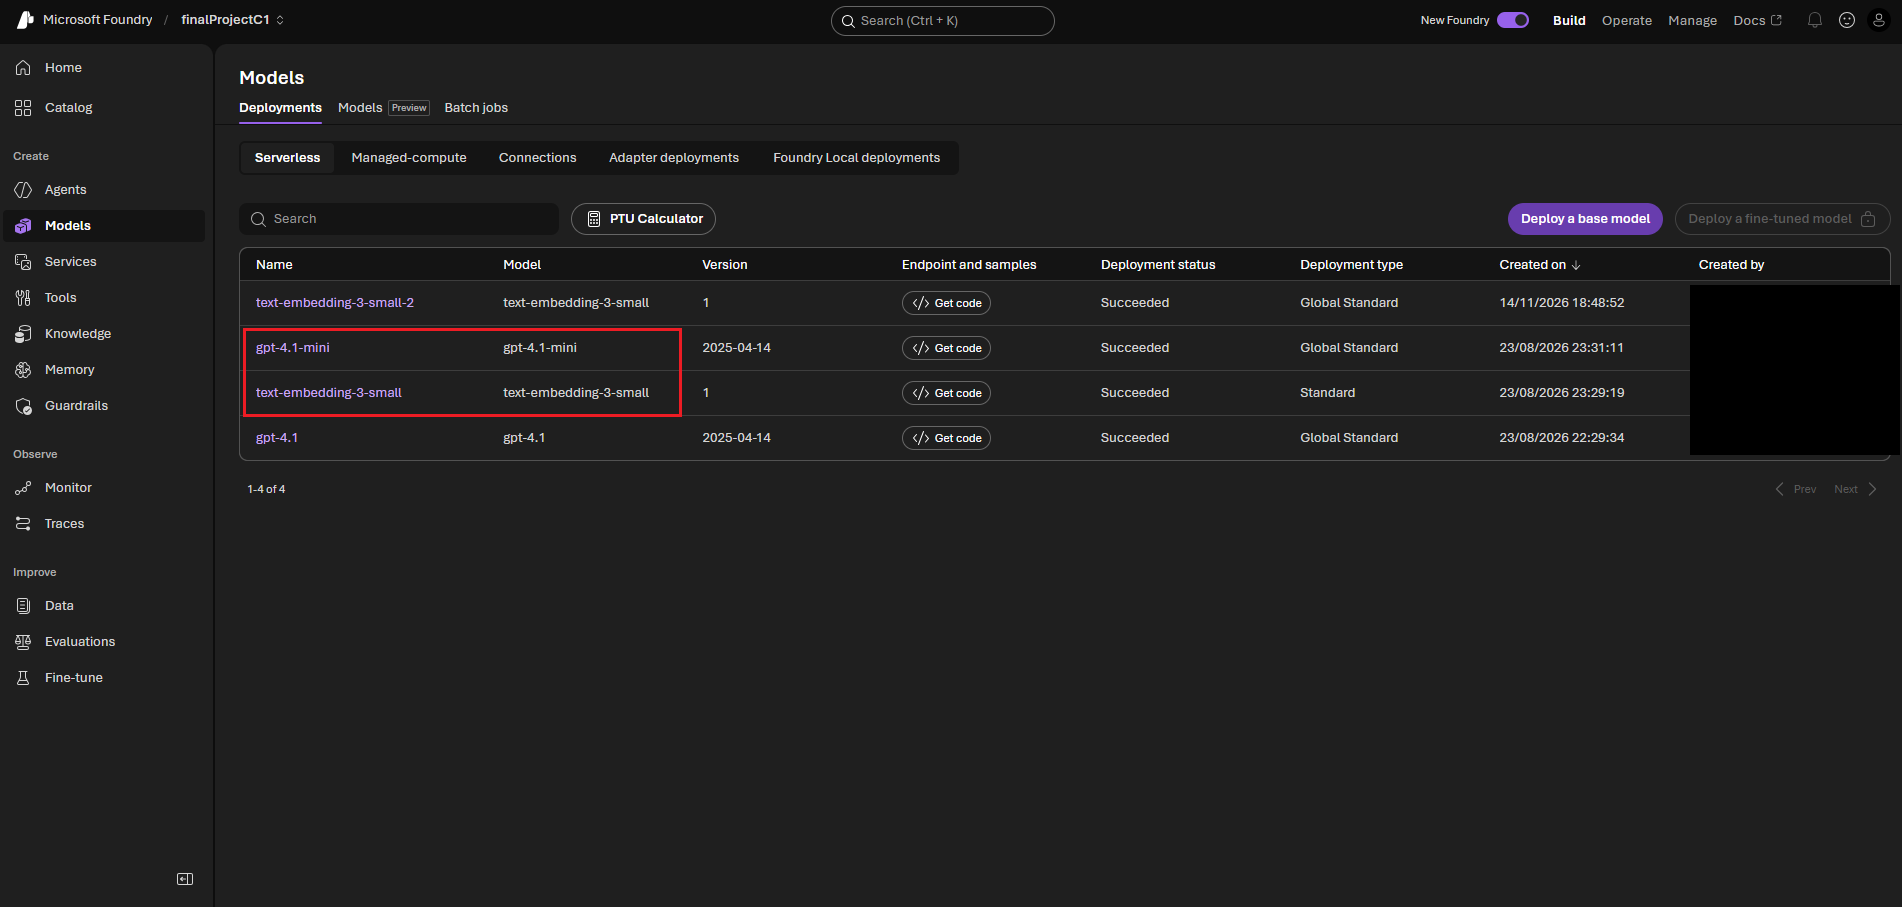 Microsoft Foundry / finalProjectC1
Search (Ctrl + K)
New Foundry Build Operate Manage Docs
Home
Catalog
Create
Agents
Models
Services
Tools
Knowledge
Memory
Guardrails
Observe
Monitor
Traces
Improve
Data
Evaluations
Fine-tune
Models
Deployments Models Preview Batch jobs
Serverless Managed-compute Connections Adapter deployments Foundry Local deployments
Search PTU Calculator Deploy a base model Deploy a fine-tuned model
Name Model Version Endpoint and samples Deployment status Deployment type Created on Created by
text-embedding-3-small-2 text-embedding-3-small 1 </> Get code Succeeded Global Standard 14/11/2026 18:48:52
gpt-4.1-mini gpt-4.1-mini 2025-04-14 </> Get code Succeeded Global Standard 23/08/2026 23:31:11
text-embedding-3-small text-embedding-3-small 1 </> Get code Succeeded Standard 23/08/2026 23:29:19
gpt-4.1 gpt-4.1 2025-04-14 </> Get code Succeeded Global Standard 23/08/2026 22:29:34
1-4 of 4 Prev Next